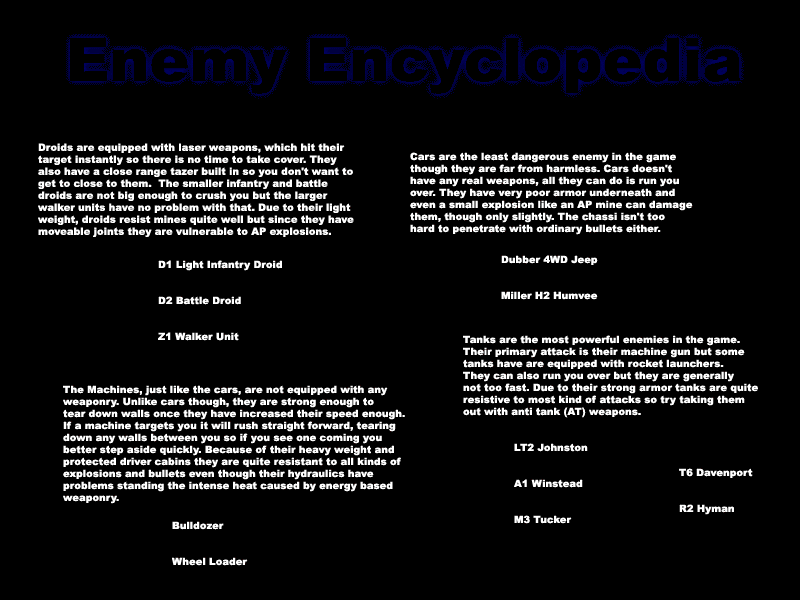 Enemy Encyclopedia
Droids are equipped with laser weapons, which hit their
target instantly so there is no time to take cover. They
also have a close range tazer built in so you don't want to
get to close to them.  The smaller infantry and battle
droids are not big enough to crush you but the larger
walker units have no problem with that. Due to their light
weight, droids resist mines quite well but since they have
moveable joints they are vulnerable to AP explosions.
D1 Light Infantry Droid
D2 Battle Droid
Z1 Walker Unit
Cars are the least dangerous enemy in the game
though they are far from harmless. Cars doesn't
have any real weapons, all they can do is run you
over. They have very poor armor underneath and
even a small explosion like an AP mine can damage
them, though only slightly. The chassi isn't too
hard to penetrate with ordinary bullets either.
Dubber 4WD Jeep
Miller H2 Humvee
The Machines, just like the cars, are not equipped with any
weaponry. Unlike cars though, they are strong enough to
tear down walls once they have increased their speed enough.
If a machine targets you it will rush straight forward, tearing
down any walls between you so if you see one coming you
better step aside quickly. Because of their heavy weight and
protected driver cabins they are quite resistant to all kinds of
explosions and bullets even though their hydraulics have
problems standing the intense heat caused by energy based
weaponry.
Bulldozer
Wheel Loader
Tanks are the most powerful enemies in the game.
Their primary attack is their machine gun but some
tanks have are equipped with rocket launchers.
They can also run you over but they are generally
not too fast. Due to their strong armor tanks are quite
resistive to most kind of attacks so try taking them
out with anti tank (AT) weapons.
LT2 Johnston
A1 Winstead
M3 Tucker
T6 Davenport
R2 Hyman